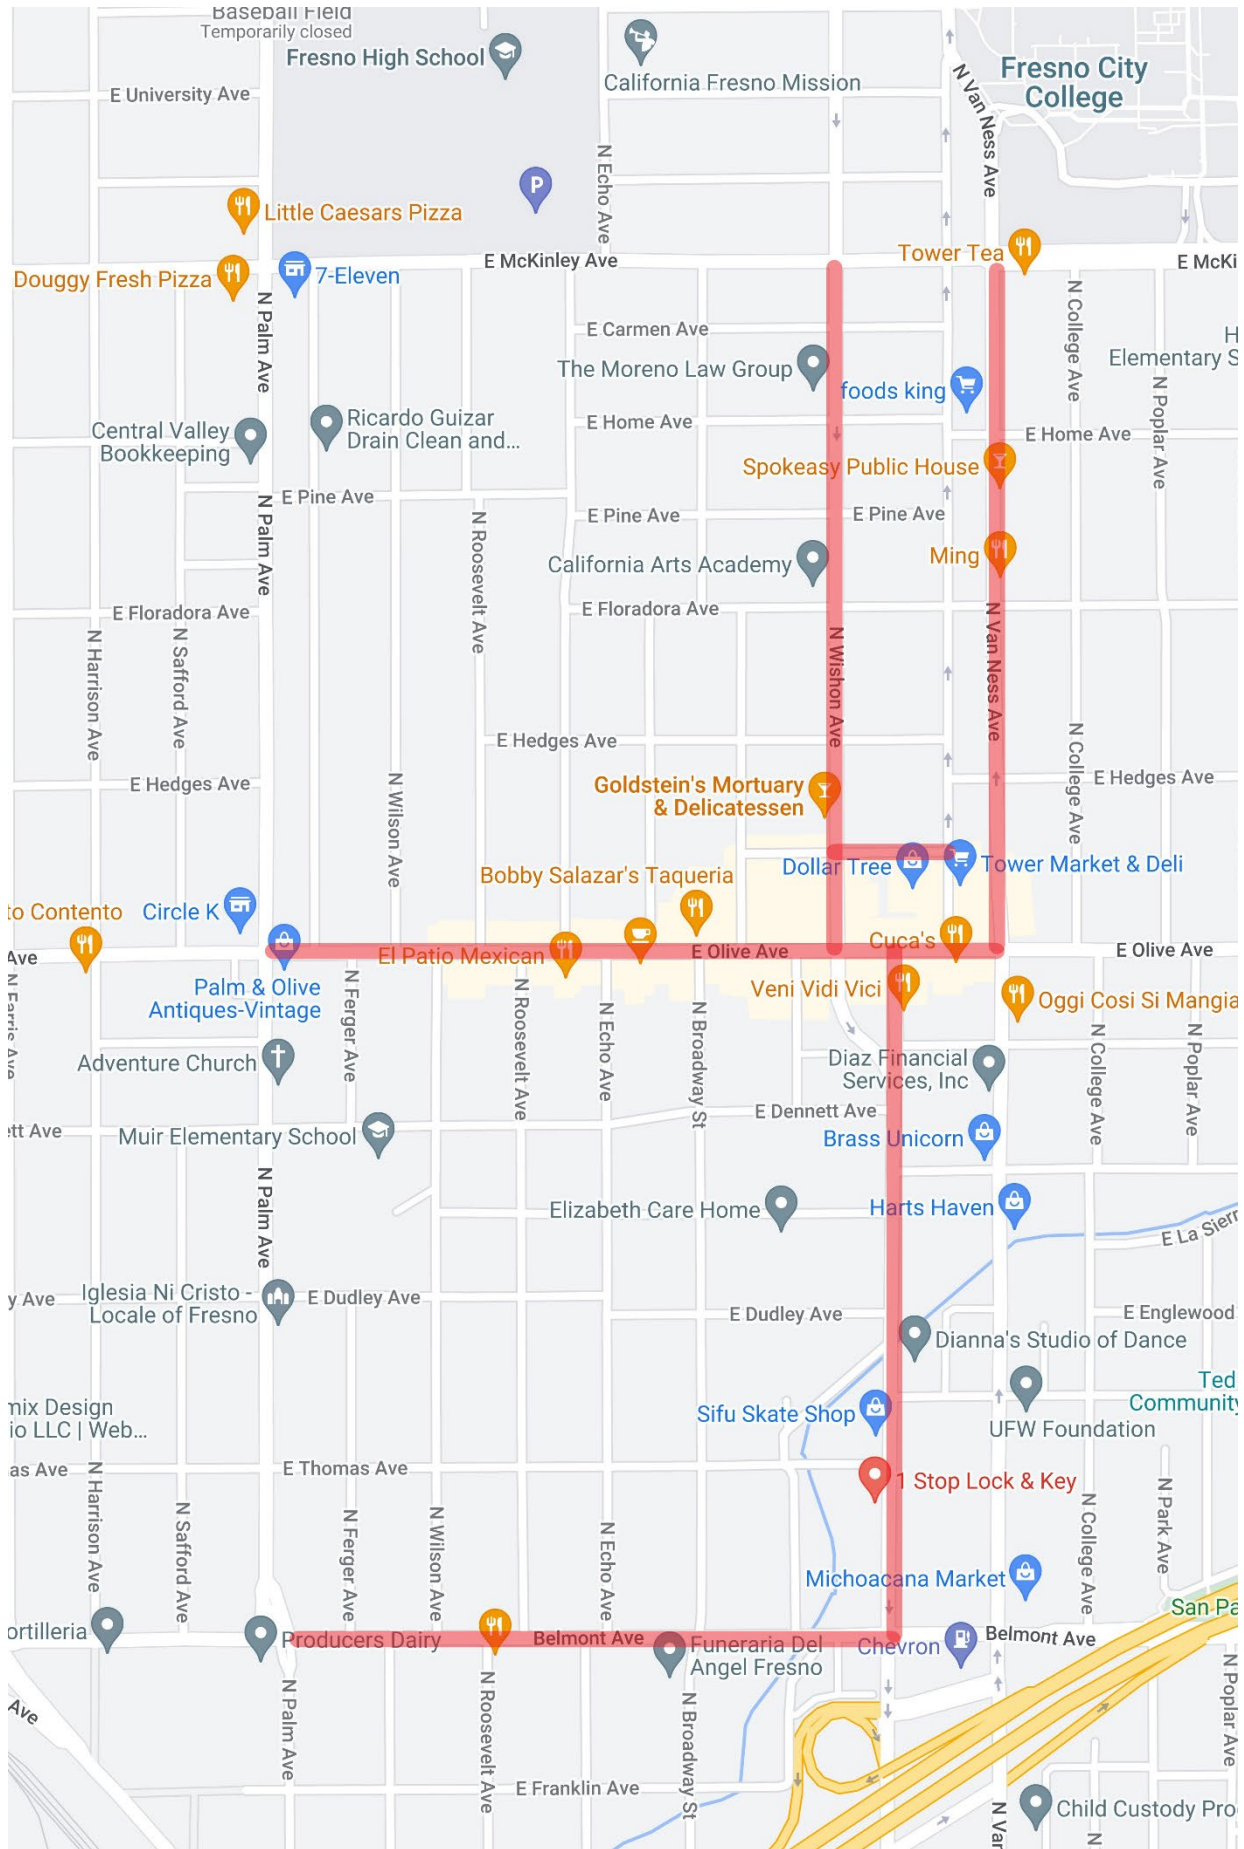 Baseball Field
Temporarily closed
Fresno High School
California Fresno Mission
Fresno City
College
E University Ave
N Van Ness Ave
N Echo Ave
P
Little Caesars Pizza
Douggy Fresh Pizza
7-Eleven
E McKinley Ave
Tower Tea
E McKi
N Palm Ave
E Carmen Ave
N College Ave
The Moreno Law Group
foods king
Elementary S
N Poplar Ave
Central Valley
Bookkeeping
Ricardo Guizar
Drain Clean and...
E Home Ave
E Home Ave
Spokeasy Public House
N Palm Ave
E Pine Ave
E Pine Ave
E Pine Ave
N Roosevelt Ave
California Arts Academy
Ming
E Floradora Ave
E Floradora Ave
N Harrison Ave
N Safford Ave
N Wishon Ave
N Van Ness Ave
E Hedges Ave
N College Ave
E Hedges Ave
E Hedges Ave
N Wilson Ave
Goldstein's Mortuary
& Delicatessen
Dollar Tree
Tower Market & Deli
Bobby Salazar's Taqueria
to Contento
Circle K
Cuca's
Ave
El Patio Mexican
E Olive Ave
E Olive Ave
Palm & Olive
Antiques-Vintage
Veni Vidi Vici
Oggi Cosi Si Mangia
N Farris Ave
N Ferger Ave
N Roosevelt Ave
N Echo Ave
N Broadway St
N College Ave
N Poplar Ave
Adventure Church
Diaz Financial
Services, Inc
E Dennett Ave
ett Ave
Muir Elementary School
Brass Unicorn
N Palm Ave
Elizabeth Care Home
Harts Haven
E La Sierr
Iglesia Ni Cristo -
Locale of Fresno
y Ave
E Dudley Ave
E Dudley Ave
E Englewood
Dianna's Studio of Dance
mix Design
io LLC | Web...
Sifu Skate Shop
UFW Foundation
Ted
Community
as Ave
E Thomas Ave
1 Stop Lock & Key
N Harrison Ave
N Safford Ave
N Ferger Ave
N Wilson Ave
N Echo Ave
N College Ave
N Park Ave
Michoacana Market
San Pa
ortilleria
Producers Dairy
Belmont Ave
Funeraria Del
Angel Fresno
Chevron
Belmont Ave
Ave
N Palm Ave
N Roosevelt Ave
N Broadway St
N Poplar Ave
E Franklin Ave
N Van
Child Custody Pro
N